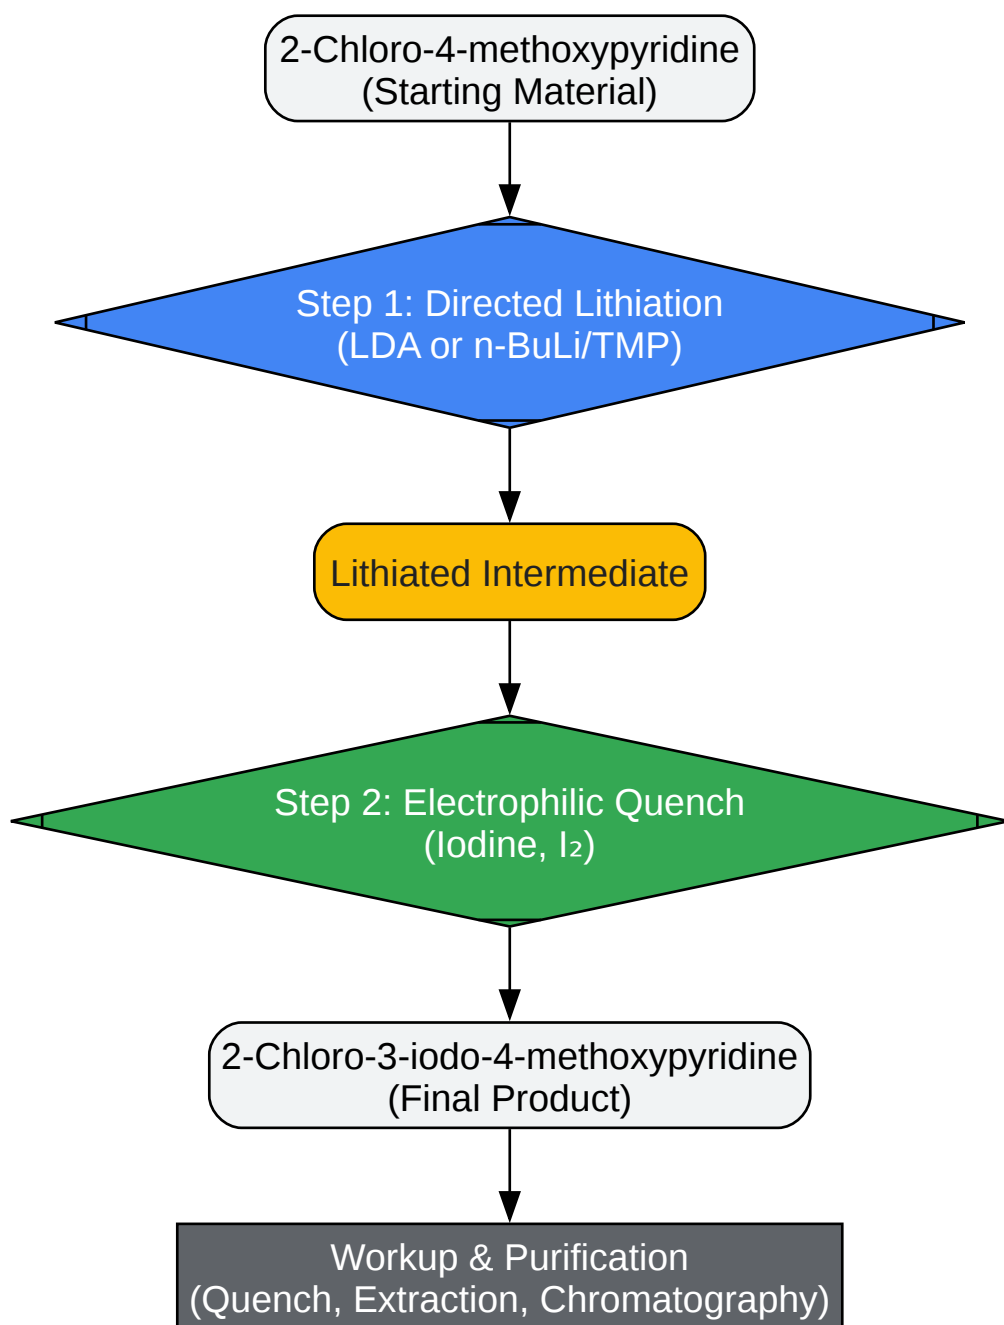 2-Chloro-4-methoxypyridine
(Starting Material)
Step 1: Directed Lithiation
(LDA or n-BuLi/TMP)
Lithiated Intermediate
Step 2: Electrophilic Quench
(Iodine, I₂)
2-Chloro-3-iodo-4-methoxypyridine
(Final Product)
Workup & Purification
(Quench, Extraction, Chromatography)